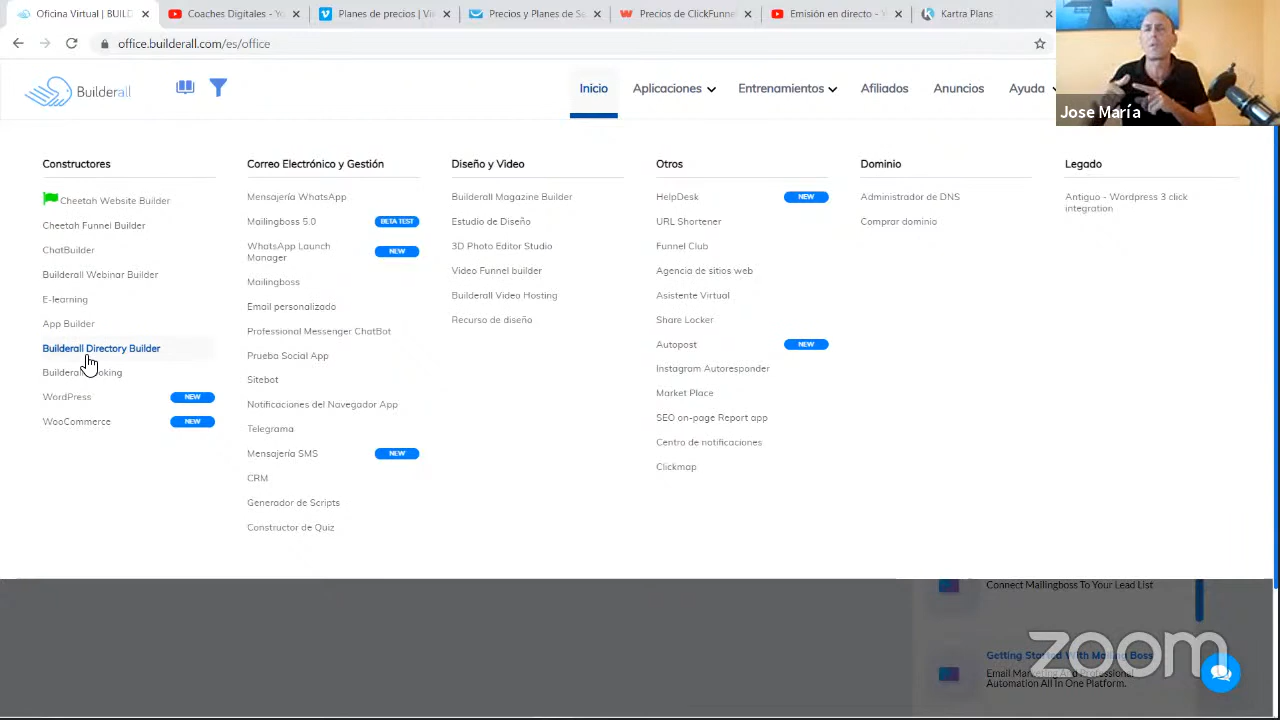 Oficina Virtual | BUILD
Coaches Digitales - Yo
Planes de precios | Vi
Precios y Planes de Se
Precios de ClickFunne
Emisión en directo - Y
Kartra Plans
office.builderall.com/es/office
Builderall
Inicio
Aplicaciones
Entrenamientos
Afiliados
Anuncios
Ayuda
Jose María
Constructores
Cheetah Website Builder
Cheetah Funnel Builder
ChatBuilder
Builderall Webinar Builder
E-learning
App Builder
Builderall Directory Builder
WordPress NEW
WooCommerce NEW
Correo Electrónico y Gestión
Mensajería WhatsApp
Mailingboss 5.0 BETA TEST
WhatsApp Launch NEW
Manager
Mailingboss
Email personalizado
Professional Messenger ChatBot
Prueba Social App
Sitebot
Notificaciones del Navegador App
Telegrama
Mensajería SMS NEW
CRM
Generador de Scripts
Constructor de Quiz
Diseño y Video
Builderall Magazine Builder
Estudio de Diseño
3D Photo Editor Studio
Video Funnel builder
Builderall Video Hosting
Recurso de diseño
Otros
HelpDesk NEW
URL Shortener
Funnel Club
Agencia de sitios web
Asistente Virtual
Share Locker
Autopost NEW
Instagram Autoresponder
Market Place
SEO on-page Report app
Centro de notificaciones
Clickmap
Dominio
Administrador de DNS
Comprar dominio
Legado
Antiguo - Wordpress 3 click
integration
Connect Mailingboss To Your Lead List
Getting Started With Mailing Boss
Email Marketing And Professional
Automation All In One Platform.
zoom